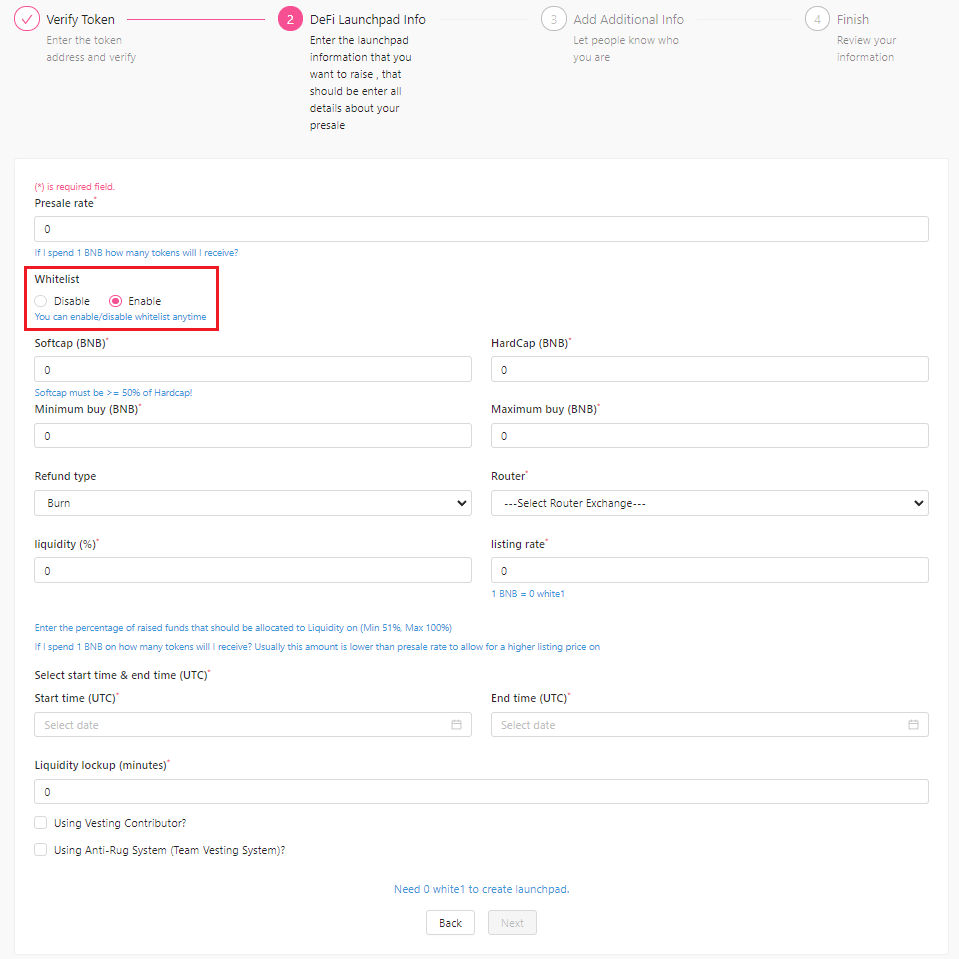 Verify Token
Enter the token
address and verify
2
DeFi Launchpad Info
Enter the launchpad
information that you
want to raise , that
should be enter all
details about your
presale
3
Add Additional Info
Let people know who
you are
4
Finish
Review your
information
(*) is required field.
Presale rate*
0
If I spend 1 BNB how many tokens will I receive?
Whitelist
Disable Enable
You can enable/disable whitelist anytime
Softcap (BNB)* HardCap (BNB)*
0 0
Softcap must be >= 50% of Hardcap!
Minimum buy (BNB)* Maximum buy (BNB)*
0 0
Refund type Router*
Burn ---Select Router Exchange---
liquidity (%)* listing rate*
0 0
1 BNB = 0 white1
Enter the percentage of raised funds that should be allocated to Liquidity on (Min 51%, Max 100%)
If I spend 1 BNB on how many tokens will I receive? Usually this amount is lower than presale rate to allow for a higher listing price on
Select start time & end time (UTC)*
Start time (UTC)* End time (UTC)*
Select date Select date
Liquidity lockup (minutes)*
0
Using Vesting Contributor?
Using Anti-Rug System (Team Vesting System)?
Need 0 white1 to create launchpad.
Back Next